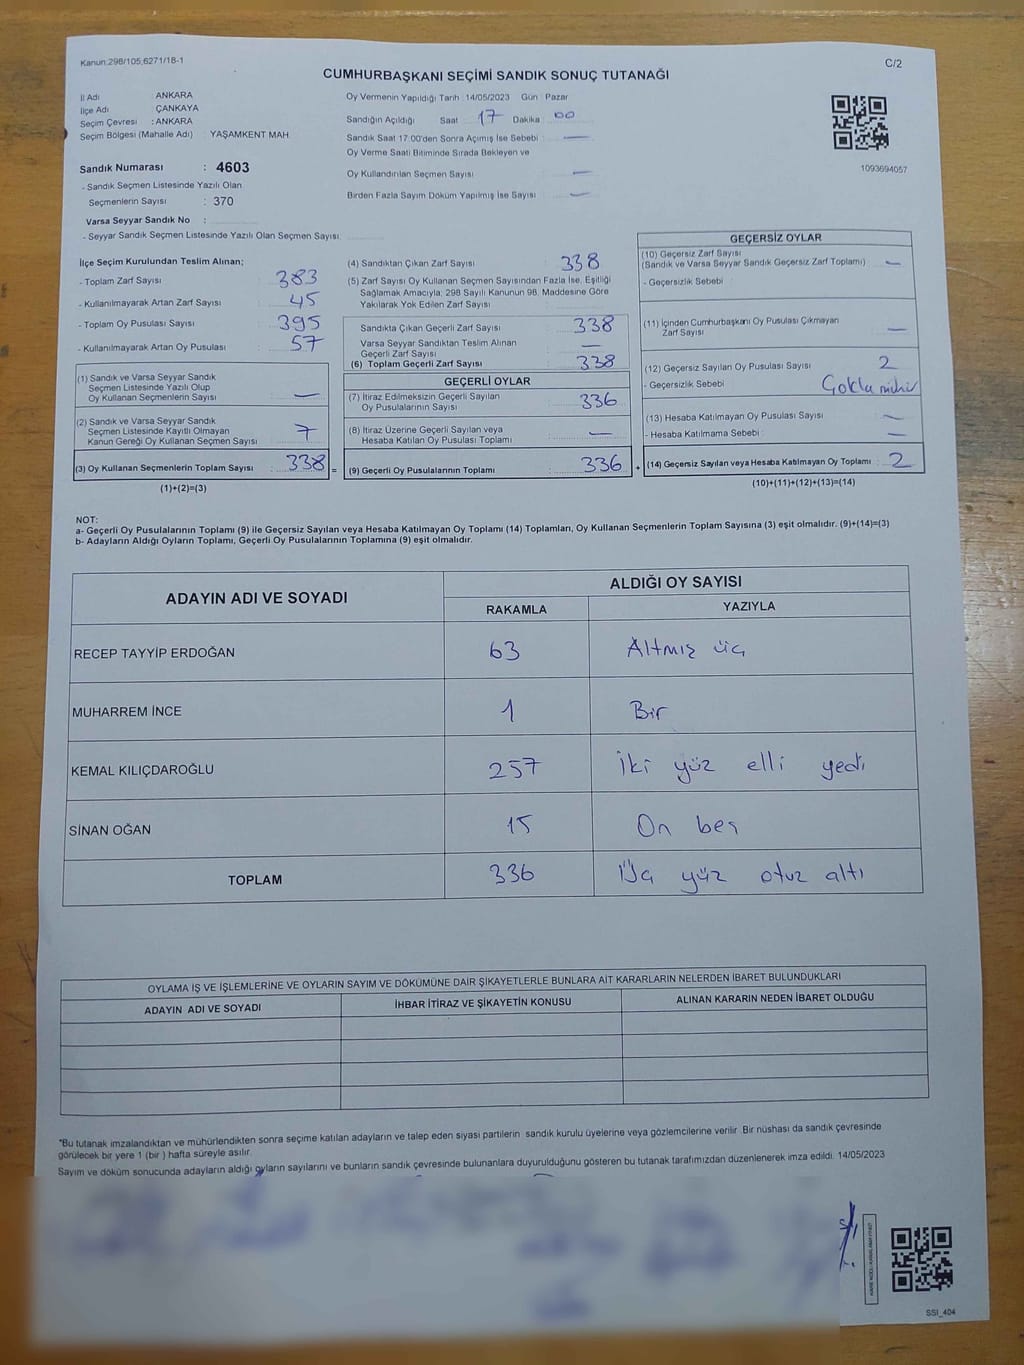 Kanun:298/105,6271/18-1
C/2
CUMHURBAŞKANI SEÇİMİ SANDIK SONUÇ TUTANAĞI
İl Adı ANKARA
İlçe Adı ÇANKAYA
Seçim Çevresi : ANKARA
Seçim Bölgesi (Mahalle Adı) : YAŞAMKENT MAH.
Sandık Numarası : 4603
- Sandık Seçmen Listesinde Yazılı Olan
Seçmenlerin Sayısı : 370
Varsa Seyyar Sandık No :
- Seyyar Sandık Seçmen Listesinde Yazılı Olan Seçmen Sayısı:
Oy Vermenin Yapıldığı Tarih : 14/05/2023 Gün : Pazar
Sandığın Açıldığı Saat 17 Dakika 00
Sandık Saat 17:00'den Sonra Açımış İse Sebebi : —
Oy Verme Saati Bitiminde Sırada Bekleyen ve
Oy Kullandırılan Seçmen Sayısı —
Birden Fazla Sayım Döküm Yapılmış İse Sayısı : —
1093694057
İlçe Seçim Kurulundan Teslim Alınan;
- Toplam Zarf Sayısı : 383
- Kullanılmayarak Artan Zarf Sayısı : 45
- Toplam Oy Pusulası Sayısı : 395
- Kullanılmayarak Artan Oy Pusulası : 57
(1) Sandık ve Varsa Seyyar Sandık
Seçmen Listesinde Yazılı Olup
Oy Kullanan Seçmenlerin Sayısı : —
(2) Sandık ve Varsa Seyyar Sandık
Seçmen Listesinde Kayıtlı Olmayan
Kanun Gereği Oy Kullanan Seçmen Sayısı : 7
(3) Oy Kullanan Seçmenlerin Toplam Sayısı : 338 =
(1)+(2)=(3)
(4) Sandıktan Çıkan Zarf Sayısı : 338
(5) Zarf Sayısı Oy Kullanan Seçmen Sayısından Fazla İse, Eşitliği
Sağlamak Amacıyla; 298 Sayılı Kanunun 98. Maddesine Göre
Yakılarak Yok Edilen Zarf Sayısı :
Sandıkta Çıkan Geçerli Zarf Sayısı : 338
Varsa Seyyar Sandıktan Teslim Alınan
Geçerli Zarf Sayısı : —
(6) Toplam Geçerli Zarf Sayısı : 338
GEÇERLİ OYLAR
(7) İtiraz Edilmeksizin Geçerli Sayılan
Oy Pusulalarının Sayısı : 336
(8) İtiraz Üzerine Geçerli Sayılan veya
Hesaba Katılan Oy Pusulası Toplamı : —
(9) Geçerli Oy Pusulalarının Toplamı : 336 +
GEÇERSİZ OYLAR
(10) Geçersiz Zarf Sayısı
(Sandık ve Varsa Seyyar Sandık Geçersiz Zarf Toplamı) : —
- Geçersizlik Sebebi :
(11) İçinden Cumhurbaşkanı Oy Pusulası Çıkmayan
Zarf Sayısı : —
(12) Geçersiz Sayılan Oy Pusulası Sayısı : 2
- Geçersizlik Sebebi : Çokla mühür
(13) Hesaba Katılmayan Oy Pusulası Sayısı : —
- Hesaba Katılmama Sebebi : —
(14) Geçersiz Sayılan veya Hesaba Katılmayan Oy Toplamı : 2
(10)+(11)+(12)+(13)=(14)
NOT:
a- Geçerli Oy Pusulalarının Toplamı (9) ile Geçersiz Sayılan veya Hesaba Katılmayan Oy Toplamı (14) Toplamları, Oy Kullanan Seçmenlerin Toplam Sayısına (3) eşit olmalıdır. (9)+(14)=(3)
b- Adayların Aldığı Oyların Toplamı, Geçerli Oy Pusulalarının Toplamına (9) eşit olmalıdır.
ADAYIN ADI VE SOYADI ALDIĞI OY SAYISI
RAKAMLA YAZIYLA
RECEP TAYYİP ERDOĞAN 63 Altmış üç
MUHARREM İNCE 1 Bir
KEMAL KILIÇDAROĞLU 257 İki yüz elli yedi
SİNAN OĞAN 15 On beş
TOPLAM 336 Üç yüz otuz altı
OYLAMA İŞ VE İŞLEMLERİNE VE OYLARIN SAYIM VE DÖKÜMÜNE DAİR ŞİKAYETLERLE BUNLARA AİT KARARLARIN NELERDEN İBARET BULUNDUKLARI
ADAYIN ADI VE SOYADI İHBAR İTİRAZ VE ŞİKAYETİN KONUSU ALINAN KARARIN NEDEN İBARET OLDUĞU
"Bu tutanak imzalandıktan ve mühürlendikten sonra seçime katılan adayların ve talep eden siyasi partilerin sandık kurulu üyelerine veya gözlemcilerine verilir. Bir nüshası da sandık çevresinde
görülecek bir yere 1 (bir ) hafta süreyle asılır.
Sayım ve döküm sonucunda adayların aldığı oyların sayılarını ve bunların sandık çevresinde bulunanlara duyurulduğunu gösteren bu tutanak tarafımızdan düzenlenerek imza edildi. 14/05/2023
SSI_404